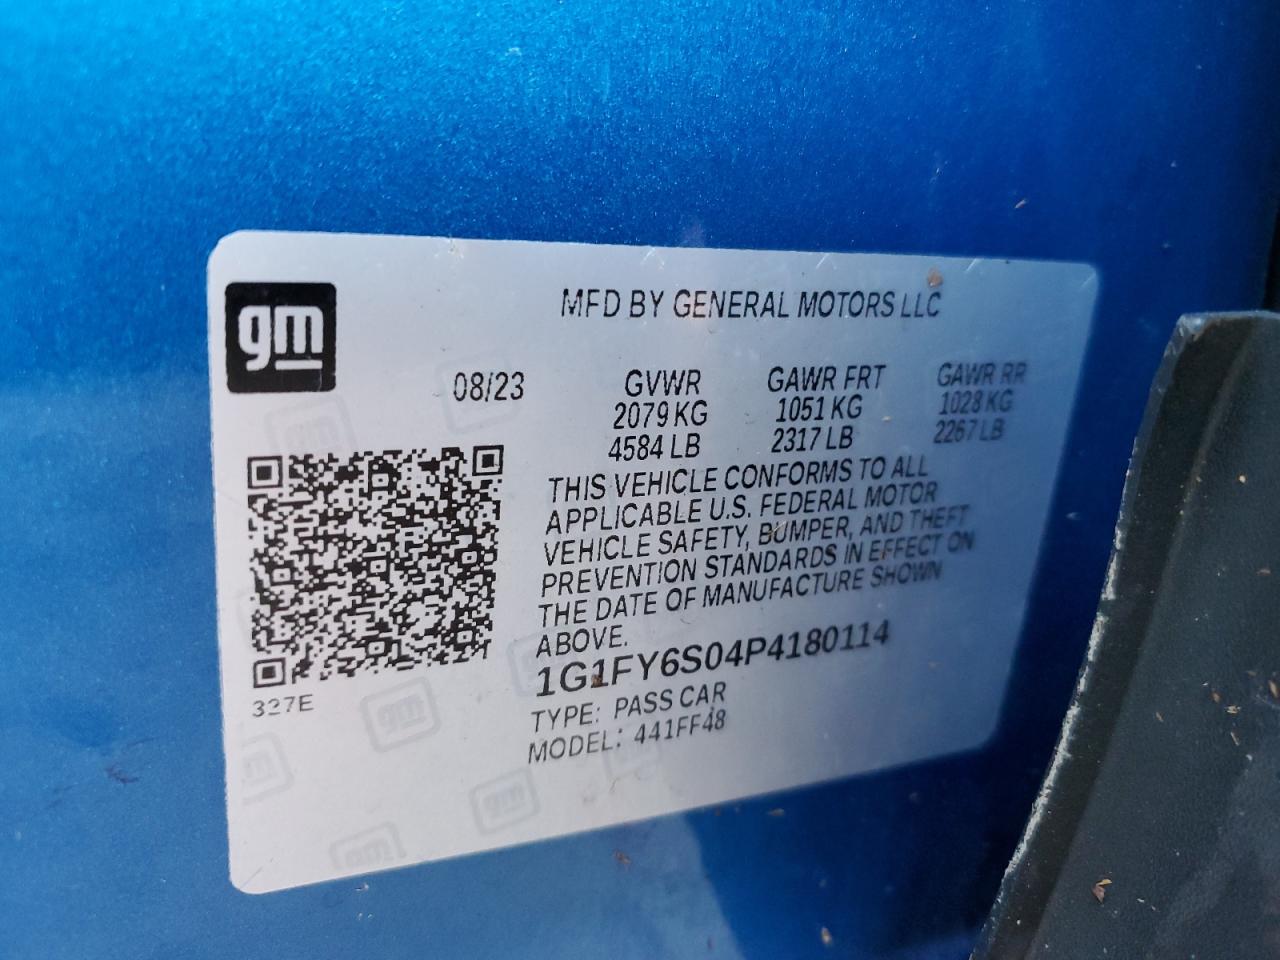 gm
MFD BY GENERAL MOTORS LLC
08/23 GVWR GAWR FRT GAWR RR
2079 KG 1051 KG 1028 KG
4584 LB 2317 LB 2267 LB
THIS VEHICLE CONFORMS TO ALL
APPLICABLE U.S. FEDERAL MOTOR
VEHICLE SAFETY, BUMPER, AND THEFT
PREVENTION STANDARDS IN EFFECT ON
THE DATE OF MANUFACTURE SHOWN
ABOVE.
1G1FY6S04P4180114
327E
TYPE: PASS CAR
MODEL: 441FF48